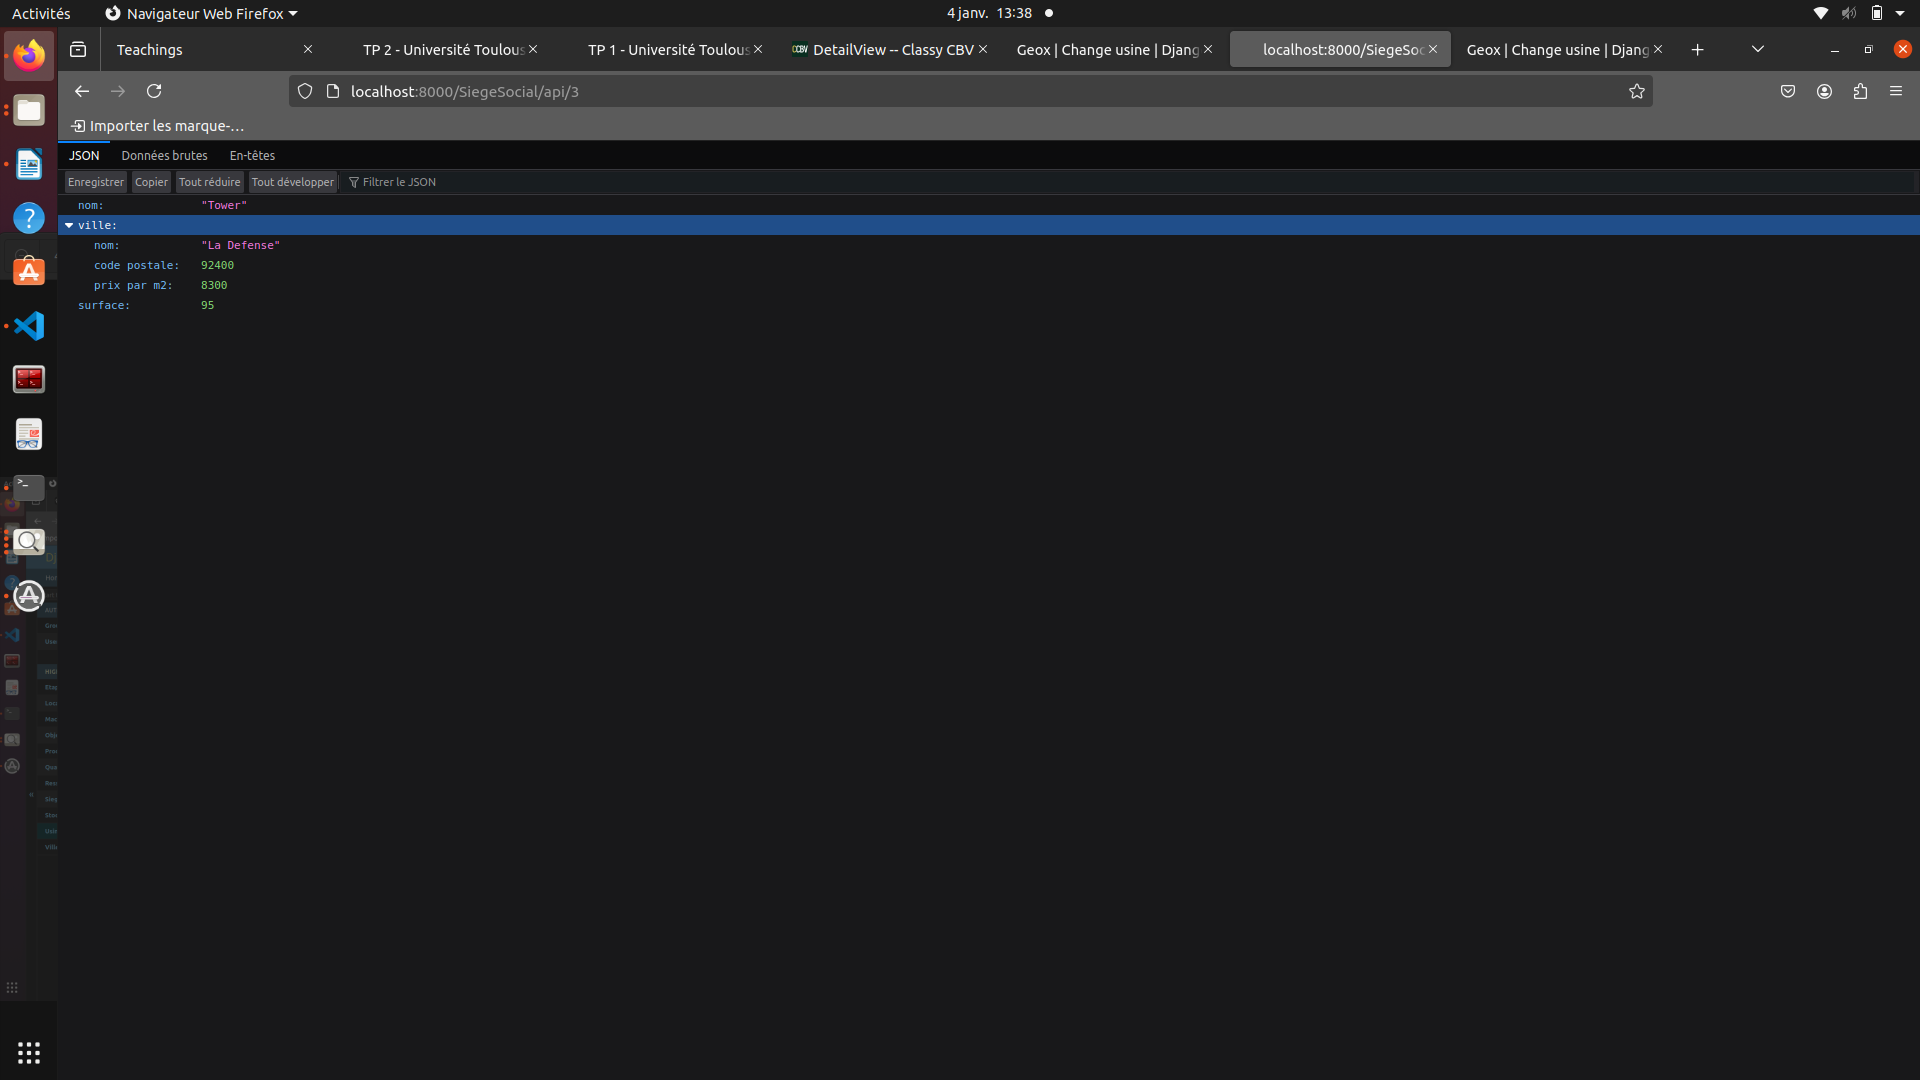 Activités
Navigateur Web Firefox
4 janv. 13:38
Teachings
TP 2 - Université Toulous
TP 1 - Université Toulous
CCBV DetailView -- Classy CBV
Geox | Change usine | Djang
localhost:8000/SiegeSoc
Geox | Change usine | Djang
localhost:8000/SiegeSocial/api/3
Importer les marque-…
JSON
Données brutes
En-têtes
Enregistrer
Copier
Tout réduire
Tout développer
Filtrer le JSON
nom: "Tower"
ville:
nom: "La Defense"
code postale: 92400
prix par m2: 8300
surface: 95